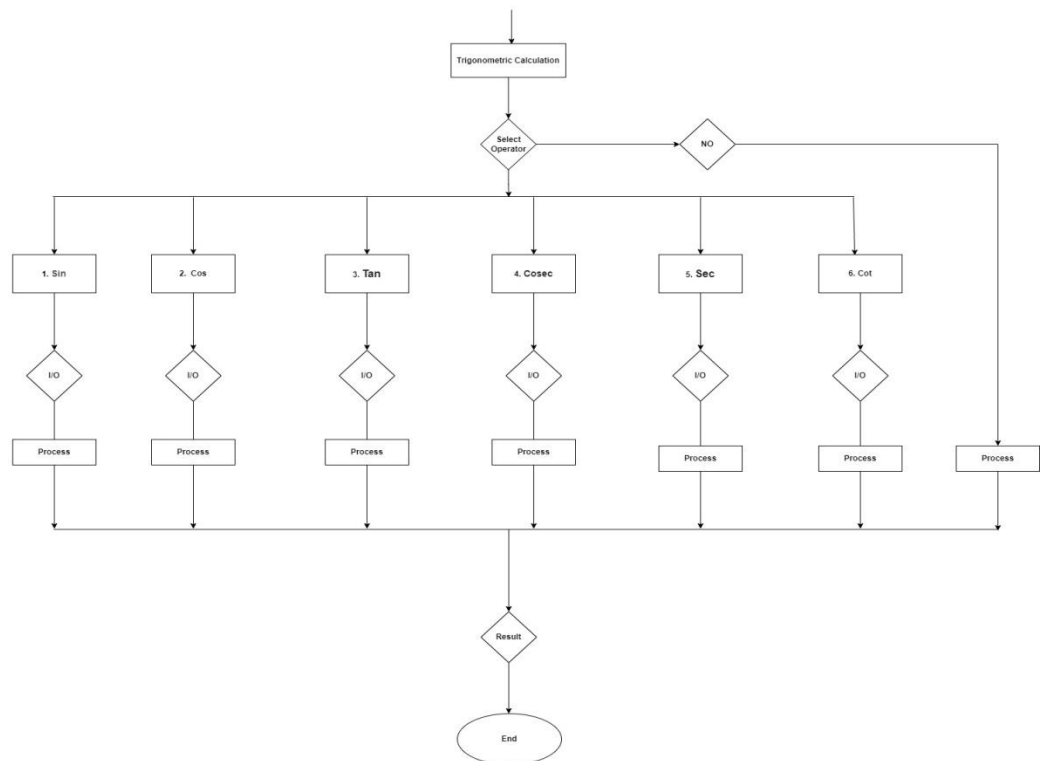 Trigonometric Calculation
Select
Operator
NO
1. Sin
2. Cos
3. Tan
4. Cosec
5. Sec
6. Cot
I/O
I/O
I/O
I/O
I/O
I/O
Process
Process
Process
Process
Process
Process
Process
Result
End